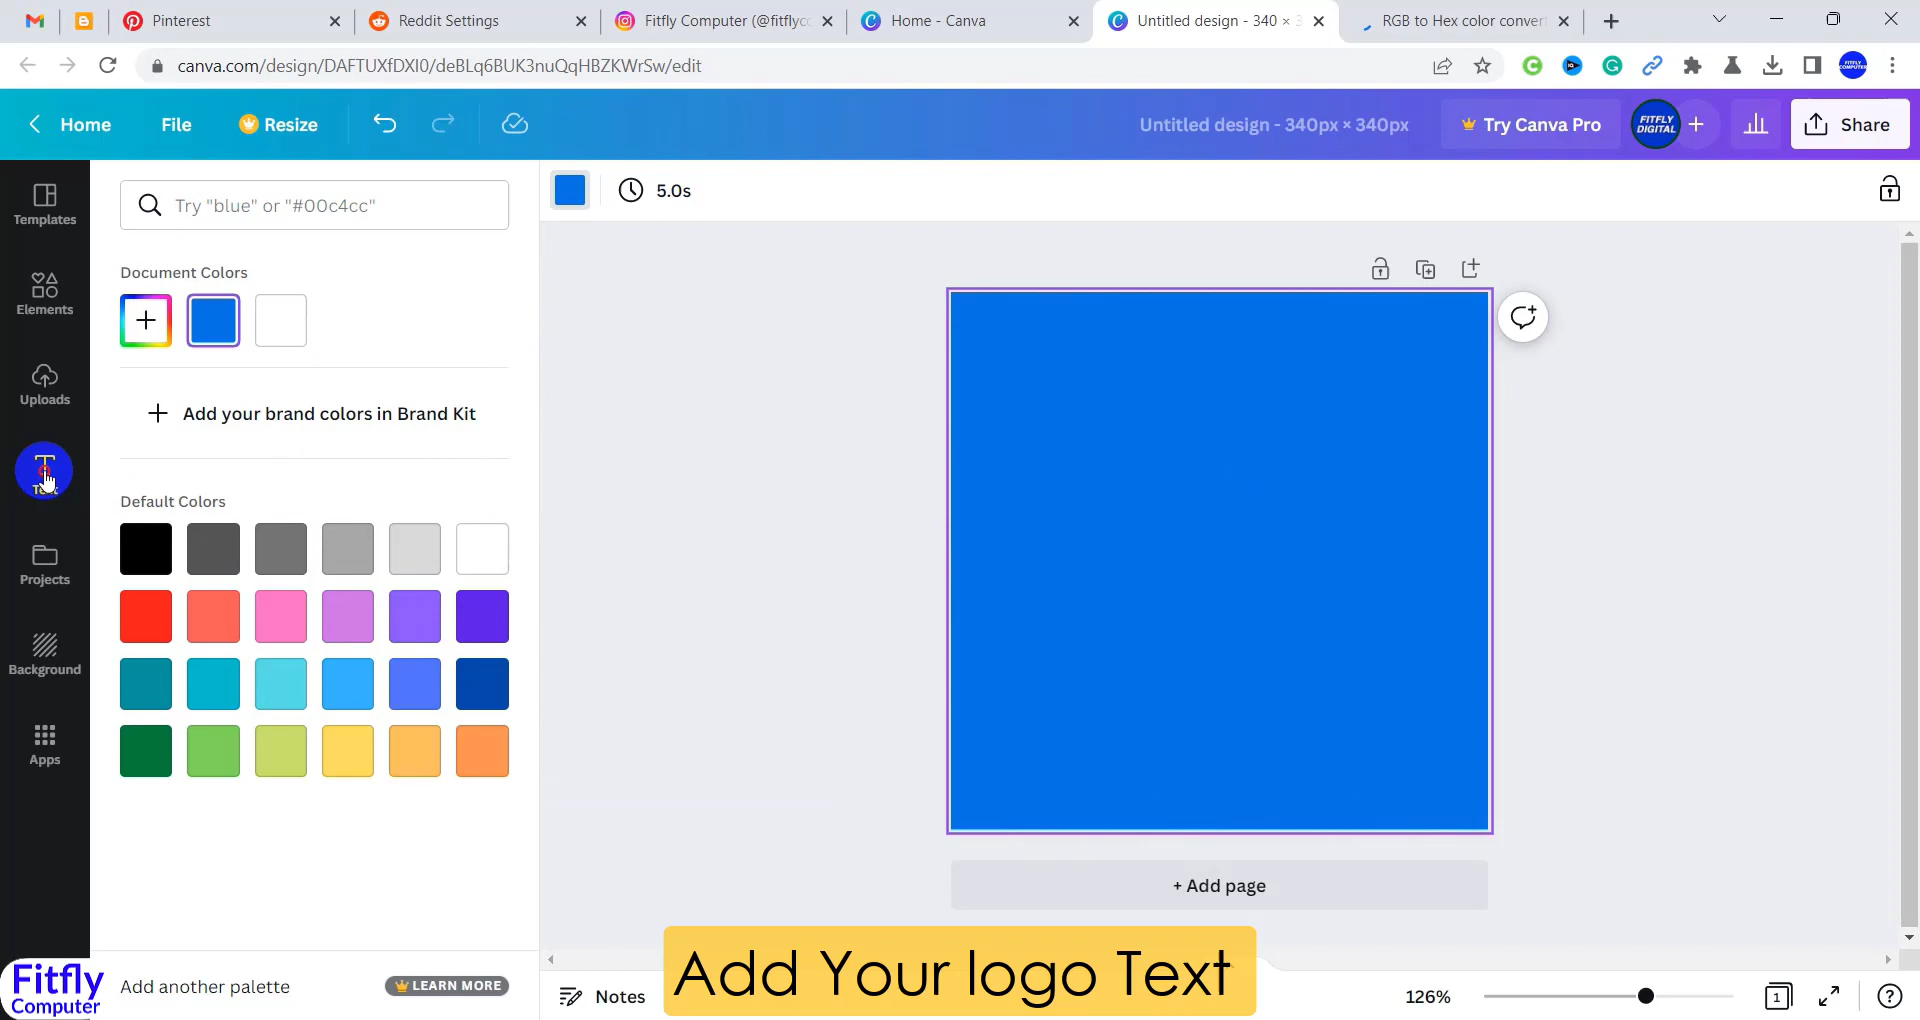 Pinterest
Reddit Settings
Fitfly Computer (@fitflycc
Home - Canva
Untitled design - 340 ×
RGB to Hex color convert
canva.com/design/DAFTUXfDXI0/deBLq6BUK3nuQqHBZKWrSw/edit
Home
File
Resize
Untitled design - 340px × 340px
Try Canva Pro
FITFLY
DIGITAL
Share
Templates
Elements
Uploads
Text
Projects
Background
Apps
Try "blue" or "#00c4cc"
5.0s
Document Colors
Add your brand colors in Brand Kit
Default Colors
+ Add page
Add another palette
LEARN MORE
Notes
Add Your logo Text
126%
1
Fitfly
Computer